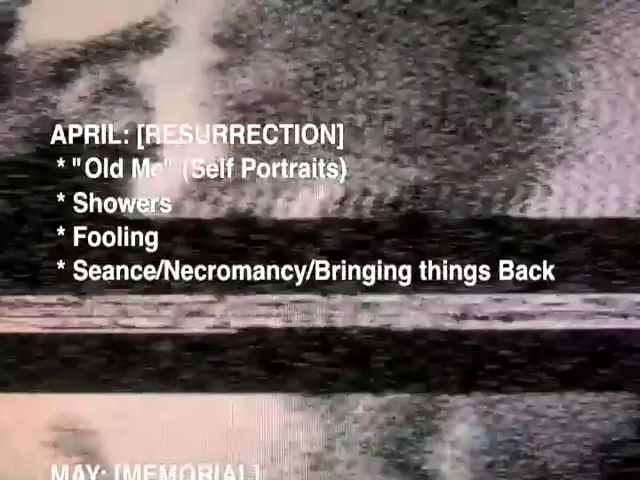 APRIL: [RESURRECTION]
* "Old Me" (Self Portraits)
* Showers
* Fooling
* Seance/Necromancy/Bringing things Back
MAY: [MEMORIAL]